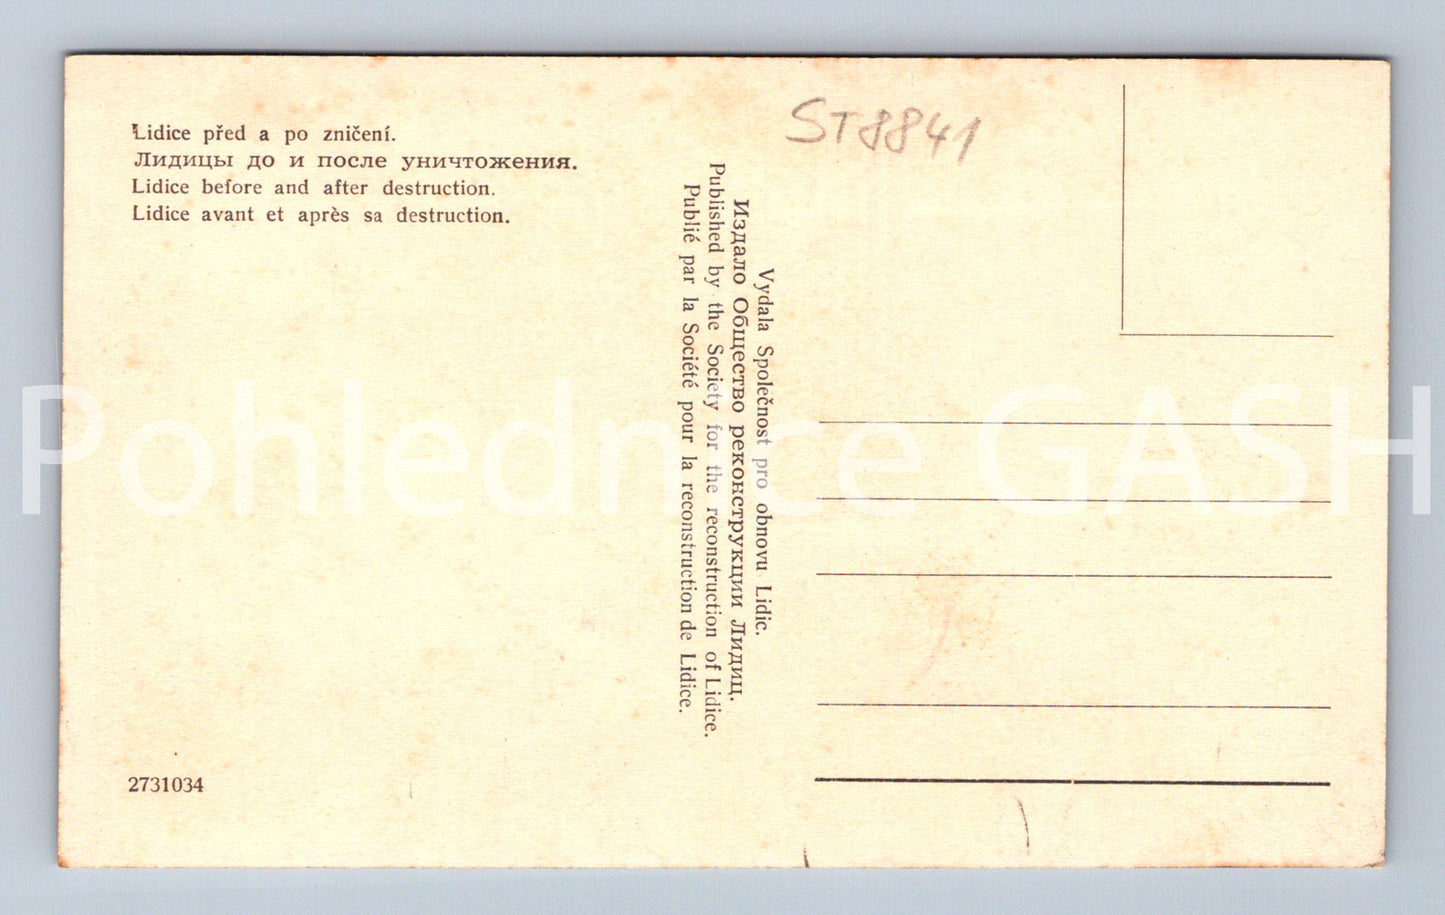 Lidice před a po zničení.
Лидицы до и после уничтожения.
Lidice before and after destruction.
Lidice avant et après sa destruction.
ST8841
Vydala Společnost pro obnovu Lidic.
Издало Общество реконструкции Лидиц.
Published by the Society for the reconstruction of Lidice.
Publié par la Société pour la reconstruction de Lidice.
Pohlednice GASH
2731034